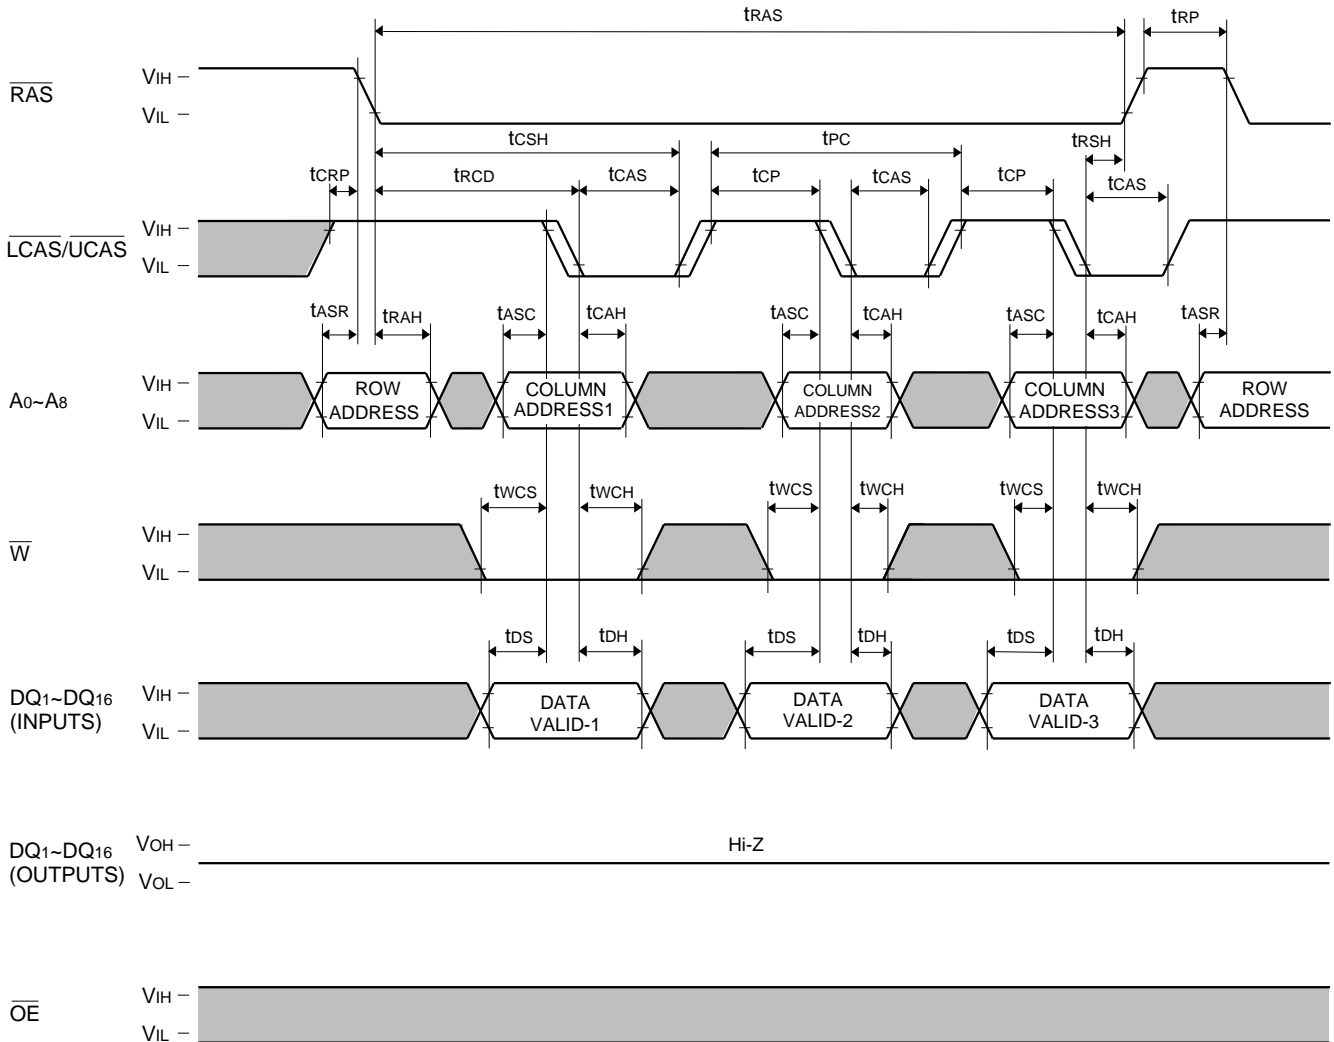 tRAS
tRP
RAS
VIH
VIL
tCSH
tPC
tRSH
tCRP
tRCD
tCAS
tCP
tCAS
tCP
tCAS
LCAS/UCAS
VIH
VIL
tASR
tRAH
tASC
tCAH
tASC
tCAH
tASC
tCAH
tASR
A0~A8
VIH
VIL
ROW
ADDRESS
COLUMN
ADDRESS1
COLUMN
ADDRESS2
COLUMN
ADDRESS3
ROW
ADDRESS
tWCS
tWCH
tWCS
tWCH
tWCS
tWCH
W
VIH
VIL
tDS
tDH
tDS
tDH
tDS
tDH
DQ1~DQ16
(INPUTS)
VIH
VIL
DATA
VALID-1
DATA
VALID-2
DATA
VALID-3
DQ1~DQ16
(OUTPUTS)
VOH
VOL
Hi-Z
OE
VIH
VIL